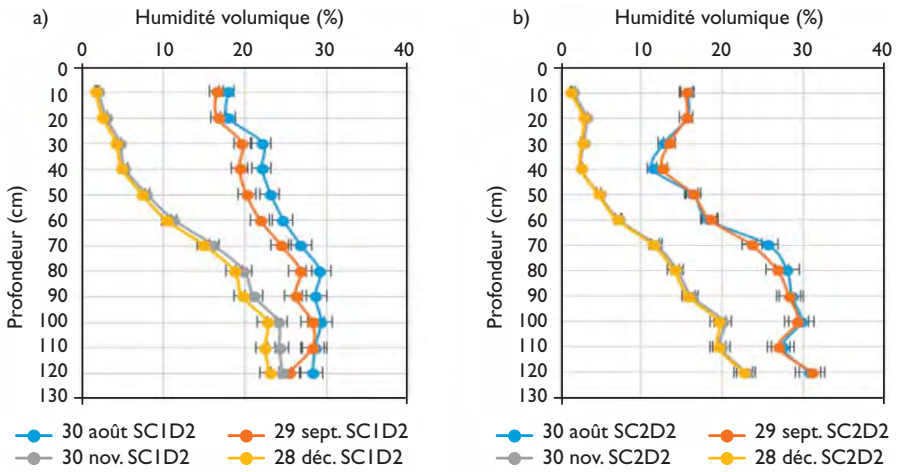 a) Humidité volumique (%)
0 10 20 30 40
0
10
20
30
40
50
60
70
80
90
100
110
120
130
Profondeur (cm)
30 août SC1D2 29 sept. SC1D2
30 nov. SC1D2 28 déc. SC1D2
b) Humidité volumique (%)
0 10 20 30 40
0
10
20
30
40
50
60
70
80
90
100
110
120
130
Profondeur (cm)
30 août SC2D2 29 sept. SC2D2
30 nov. SC2D2 28 déc. SC2D2